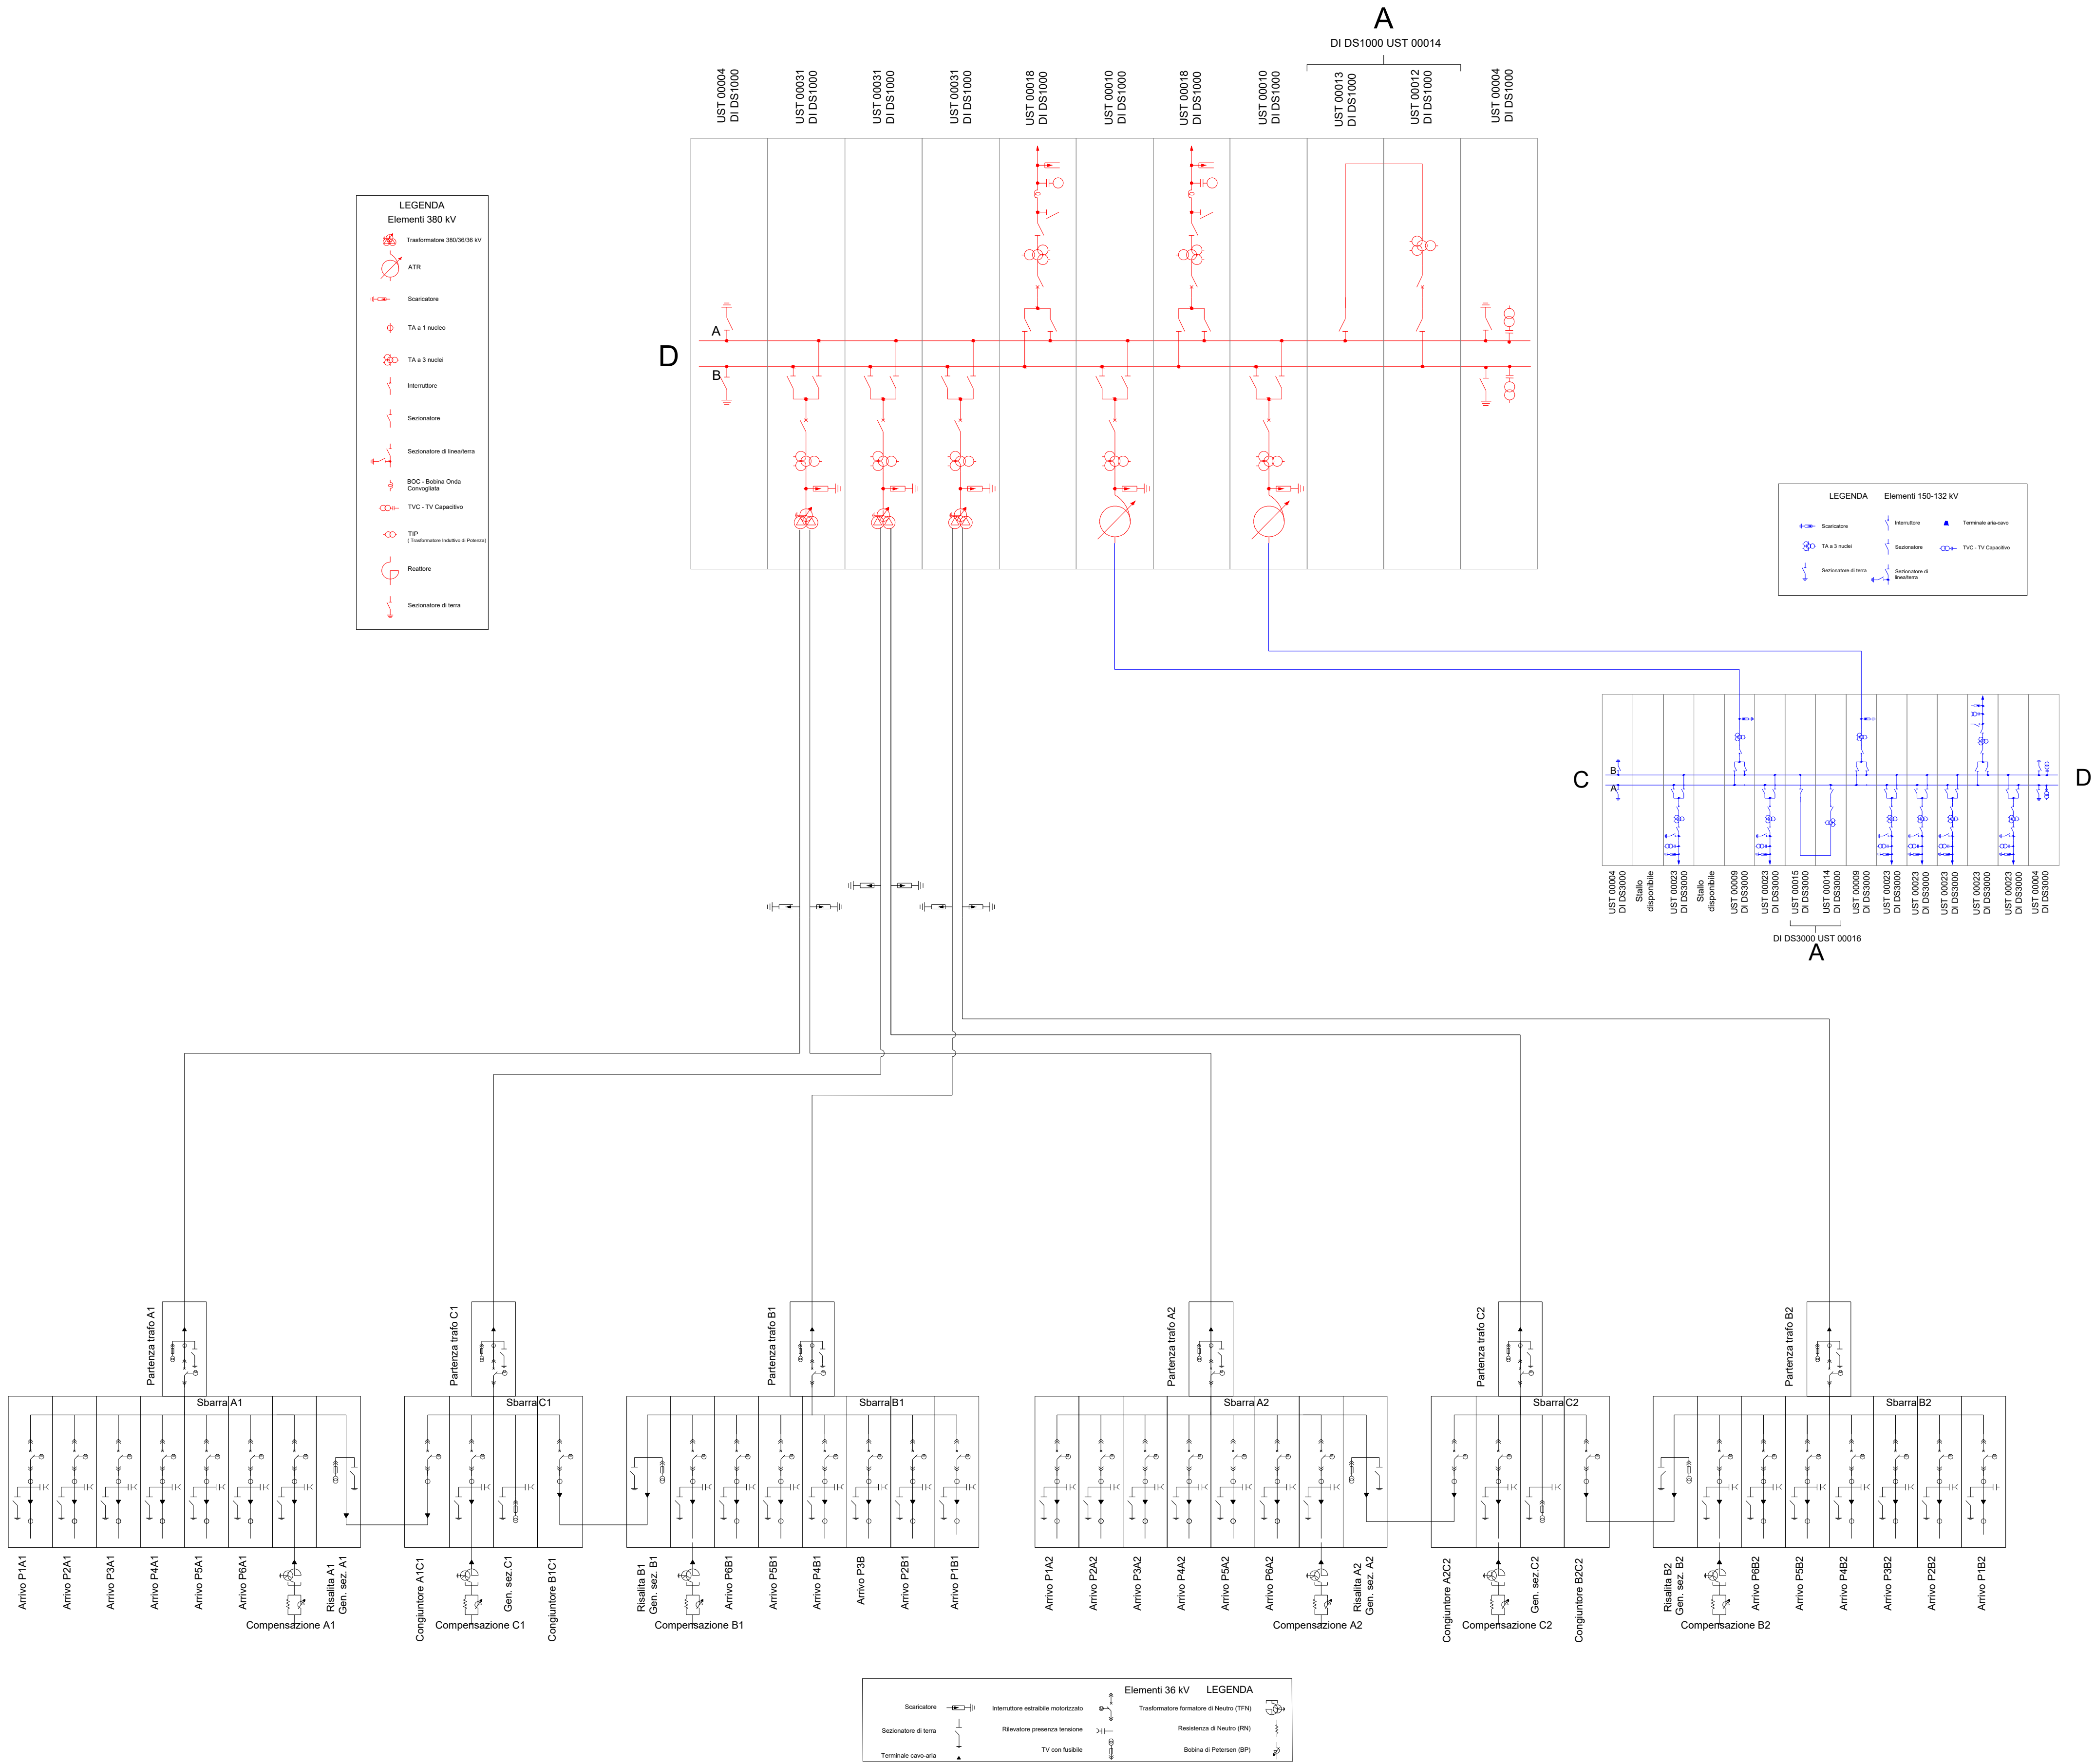 A
DI DS1000 UST 00014
UST 00004
DI DS1000
UST 00031
DI DS1000
UST 00031
DI DS1000
UST 00031
DI DS1000
UST 00018
DI DS1000
UST 00010
DI DS1000
UST 00018
DI DS1000
UST 00010
DI DS1000
UST 00013
DI DS1000
UST 00012
DI DS1000
UST 00004
DI DS1000
A
D
B
LEGENDA
Elementi 380 kV
Trasformatore 380/36/36 kV
ATR
Scaricatore
TA a 1 nucleo
TA a 3 nuclei
Interruttore
Sezionatore
Sezionatore di linea/terra
BOC - Bobina Onda
Convogliata
TVC - TV Capacitivo
TIP
( Trasformatore Induttivo di Potenza)
Reattore
Sezionatore di terra
LEGENDA Elementi 150-132 kV
Scaricatore
Interruttore
Terminale aria-cavo
TA a 3 nuclei
Sezionatore
TVC - TV Capacitivo
Sezionatore di terra
Sezionatore di
linea/terra
C
B
A
D
UST 00004
DI DS3000
Stallo
disponibile
UST 00023
DI DS3000
Stallo
disponibile
UST 00009
DI DS3000
UST 00023
DI DS3000
UST 00015
DI DS3000
UST 00014
DI DS3000
UST 00009
DI DS3000
UST 00023
DI DS3000
UST 00023
DI DS3000
UST 00023
DI DS3000
UST 00023
DI DS3000
UST 00023
DI DS3000
UST 00004
DI DS3000
DI DS3000 UST 00016
A
Partenza trafo A1
Partenza trafo C1
Partenza trafo B1
Partenza trafo A2
Partenza trafo C2
Partenza trafo B2
Sbarra A1
Sbarra C1
Sbarra B1
Sbarra A2
Sbarra C2
Sbarra B2
Arrivo P1A1
Arrivo P2A1
Arrivo P3A1
Arrivo P4A1
Arrivo P5A1
Arrivo P6A1
Compensazione A1
Risalita A1
Gen. sez. A1
Congiuntore A1C1
Compensazione C1
Gen. sez.C1
Congiuntore B1C1
Risalita B1
Gen. sez. B1
Compensazione B1
Arrivo P6B1
Arrivo P5B1
Arrivo P4B1
Arrivo P3B
Arrivo P2B1
Arrivo P1B1
Arrivo P1A2
Arrivo P2A2
Arrivo P3A2
Arrivo P4A2
Arrivo P5A2
Arrivo P6A2
Compensazione A2
Risalita A2
Gen. sez. A2
Congiuntore A2C2
Compensazione C2
Gen. sez.C2
Congiuntore B2C2
Risalita B2
Gen. sez. B2
Compensazione B2
Arrivo P6B2
Arrivo P5B2
Arrivo P4B2
Arrivo P3B2
Arrivo P2B2
Arrivo P1B2
Elementi 36 kV LEGENDA
Scaricatore
Interruttore estraibile motorizzato
Trasformatore formatore di Neutro (TFN)
Sezionatore di terra
Rilevatore presenza tensione
Resistenza di Neutro (RN)
Terminale cavo-aria
TV con fusibile
Bobina di Petersen (BP)